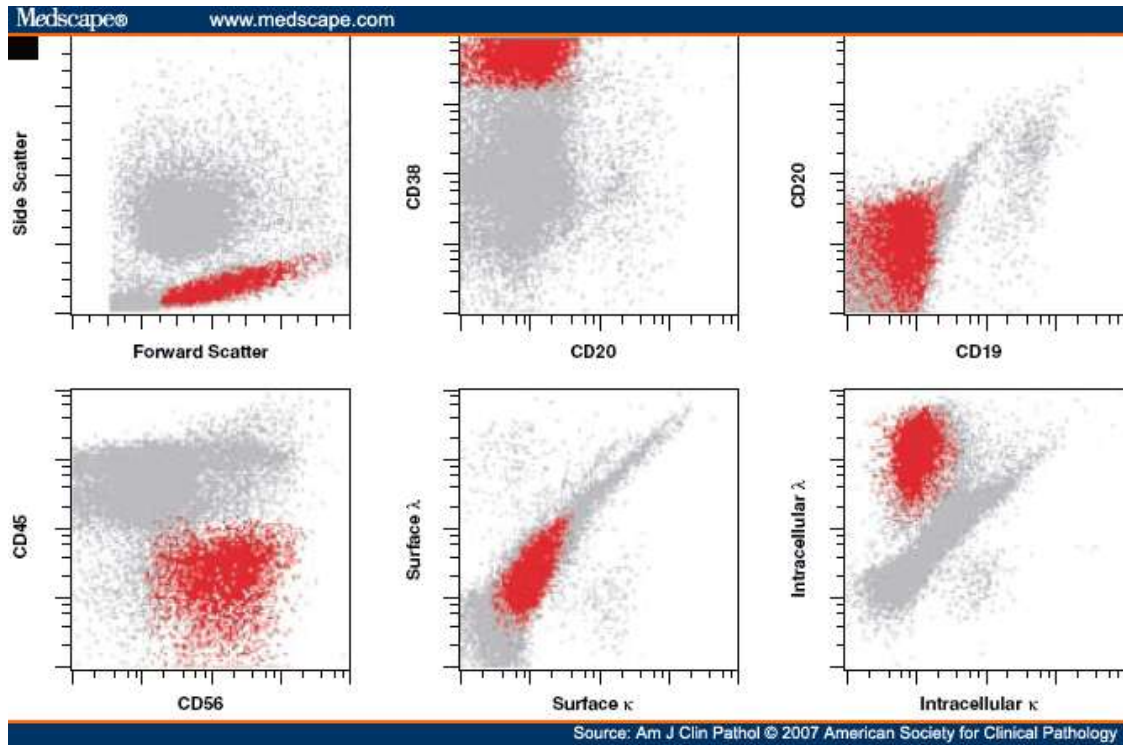 Medscape® www.medscape.com
Side Scatter
Forward Scatter
CD38
CD20
CD20
CD19
CD45
CD56
Surface λ
Surface κ
Intracellular λ
Intracellular κ
Source: Am J Clin Pathol © 2007 American Society for Clinical Pathology